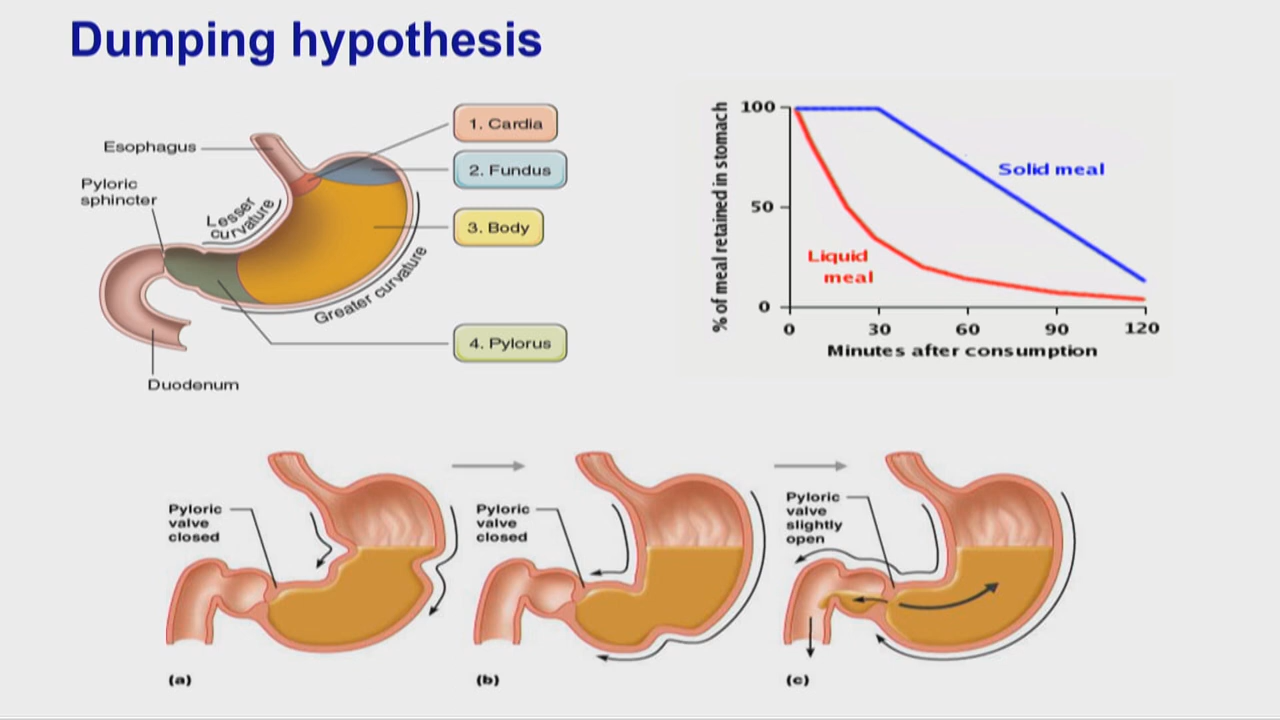 Dumping hypothesis
Esophagus
Pyloric
sphincter
Lesser
curvature
Greater curvature
Duodenum
1. Cardia
2. Fundus
3. Body
4. Pylorus
% of meal retained in stomach
100
50
0
Solid meal
Liquid
meal
0 30 60 90 120
Minutes after consumption
Pyloric
valve
closed
(a)
Pyloric
valve
closed
(b)
Pyloric
valve
slightly
open
(c)